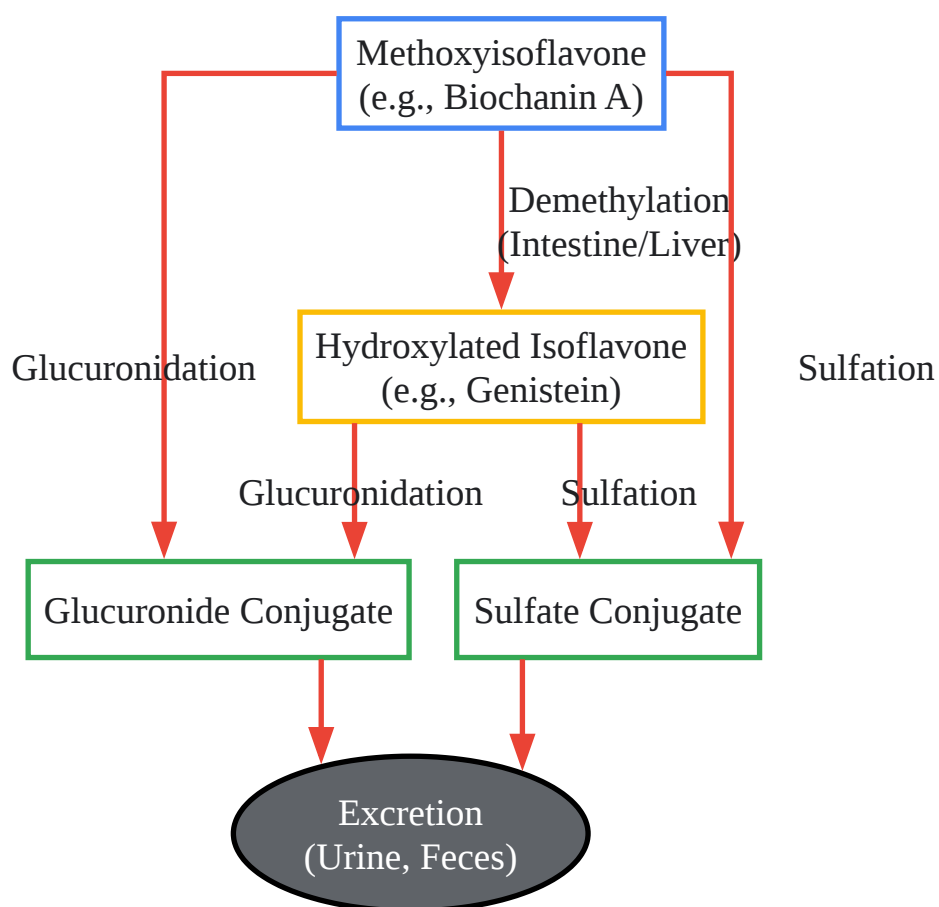 Methoxyisoflavone
(e.g., Biochanin A)
Demethylation
(Intestine/Liver)
Hydroxylated Isoflavone
(e.g., Genistein)
Glucuronidation
Sulfation
Glucuronidation
Sulfation
Glucuronide Conjugate
Sulfate Conjugate
Excretion
(Urine, Feces)